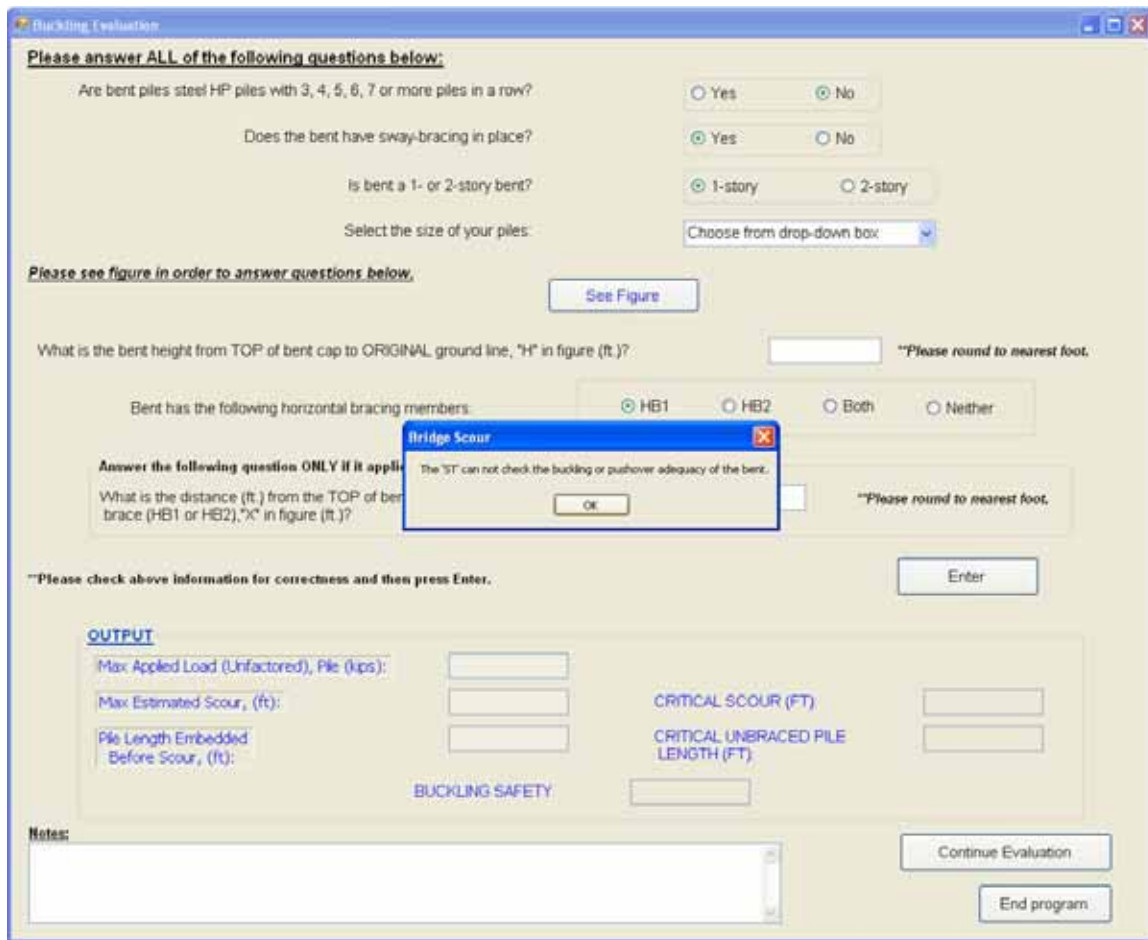 Buckling Evaluation
Please answer ALL of the following questions below:
Are bent piles steel HP piles with 3, 4, 5, 6, 7 or more piles in a row?
Yes No
Does the bent have sway-bracing in place?
Yes No
Is bent a 1- or 2-story bent?
1-story 2-story
Select the size of your piles:
Choose from drop-down box
Please see figure in order to answer questions below.
See Figure
What is the bent height from TOP of bent cap to ORIGINAL ground line, "H" in figure (ft.)?
**Please round to nearest foot.
Bent has the following horizontal bracing members:
HB1 HB2 Both Neither
Bridge Scour
The 'ST' can not check the buckling or pushover adequacy of the bent.
OK
Answer the following question ONLY if it
What is the distance (ft.) from the TOP of
brace (HB1 or HB2),"X" in figure (ft.)?
**Please round to nearest foot.
**Please check above information for correctness and then press Enter.
Enter
OUTPUT
Max Applied Load (Unfactored), Pile (kips):
Max Estimated Scour, (ft):
CRITICAL SCOUR (FT)
Pile Length Embedded
Before Scour, (ft):
CRITICAL UNBRACED PILE
LENGTH (FT)
BUCKLING SAFETY
Notes:
Continue Evaluation
End program